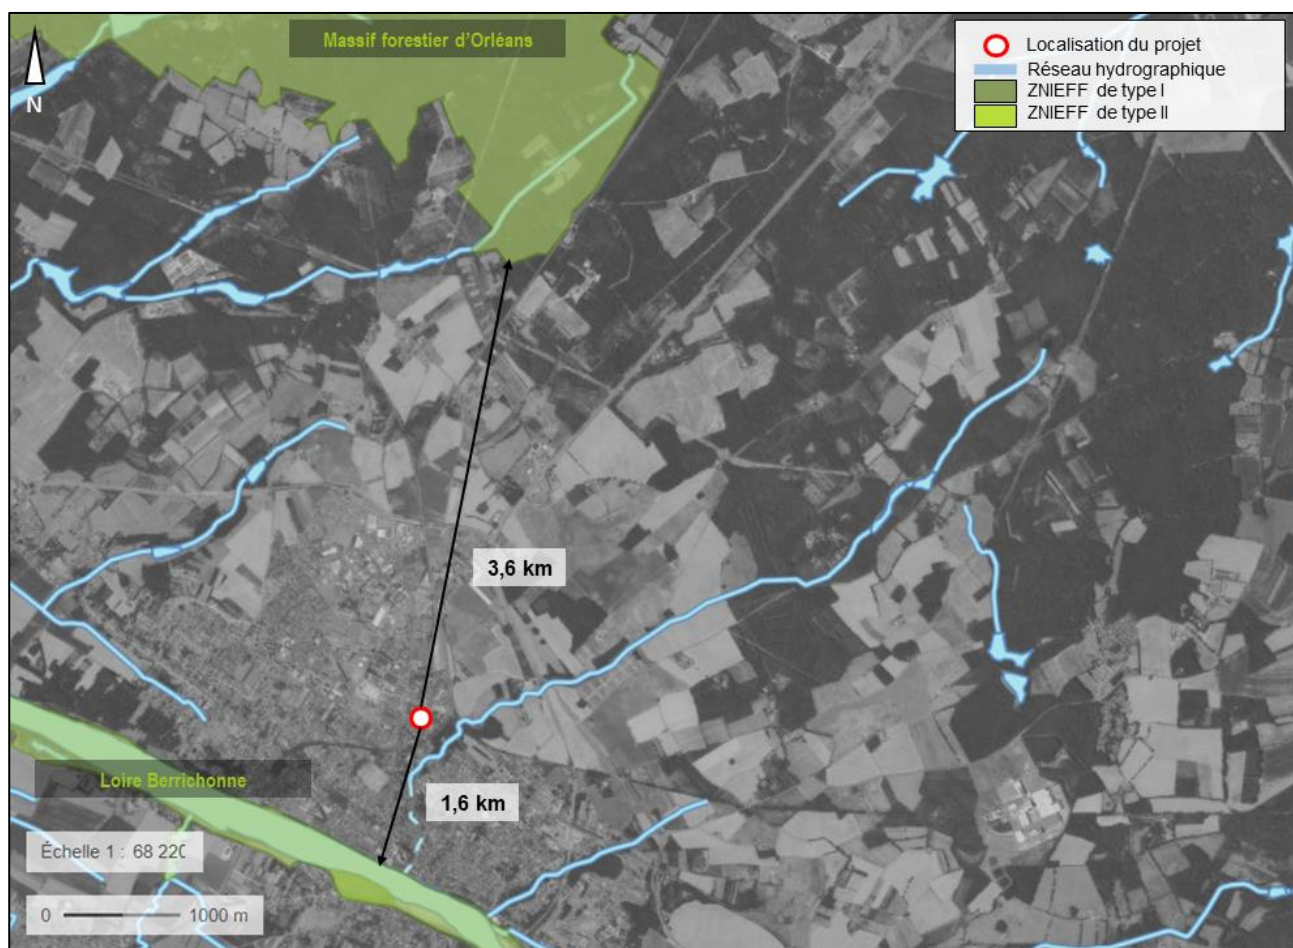 Massif forestier d'Orléans
N
Localisation du projet
Réseau hydrographique
ZNIEFF de type I
ZNIEFF de type II
3,6 km
1,6 km
Loire Berrichonne
Échelle 1 : 68 220
0 1000 m